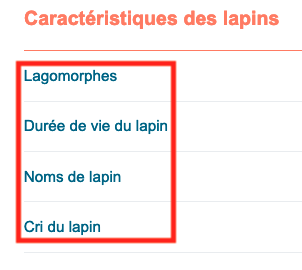 Caractéristiques des lapins
Lagomorphes
Durée de vie du lapin
Noms de lapin
Cri du lapin